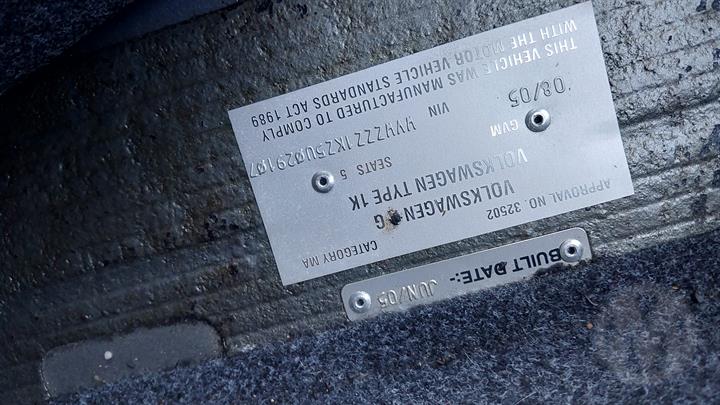 BUILT DATE:- JUN/05
APPROVAL NO. 32502 CATEGORY MA
VOLKSWAGEN G
VOLKSWAGEN TYPE 1K
GVM SEATS 5
08/05 VIN WVWZZZ1KZ5U029107
THIS VEHICLE WAS MANUFACTURED TO COMPLY
WITH THE MOTOR VEHICLE STANDARDS ACT 1989